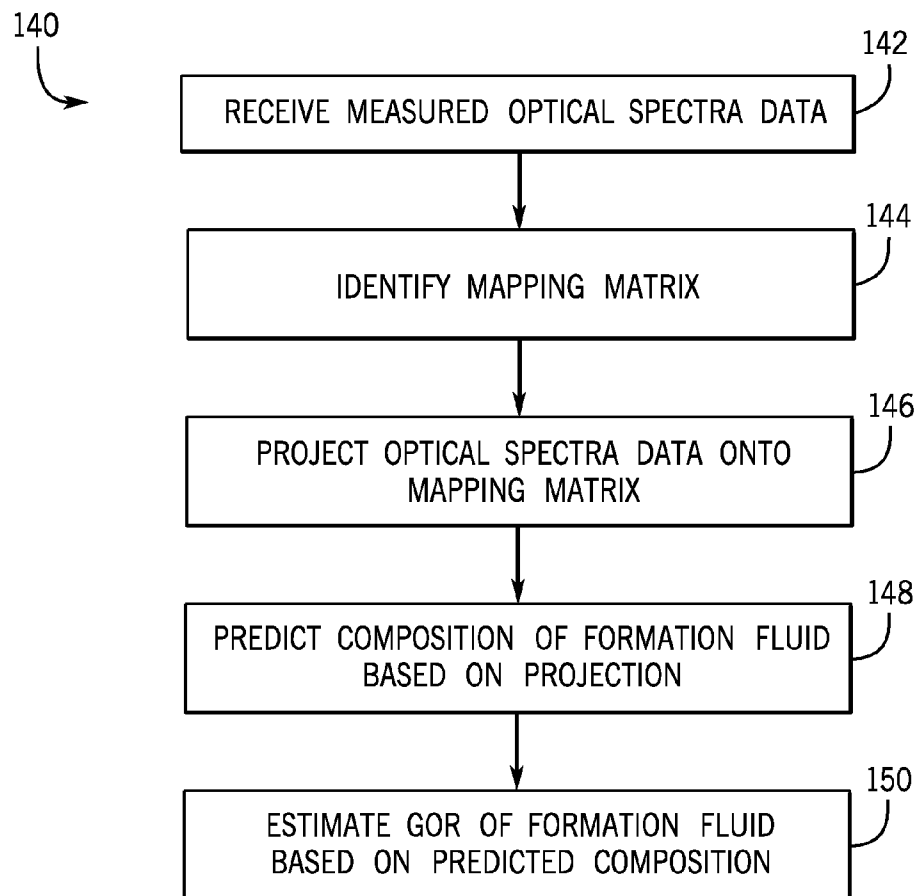 140
142
RECEIVE MEASURED OPTICAL SPECTRA DATA
144
IDENTIFY MAPPING MATRIX
146
PROJECT OPTICAL SPECTRA DATA ONTO
MAPPING MATRIX
148
PREDICT COMPOSITION OF FORMATION FLUID
BASED ON PROJECTION
150
ESTIMATE GOR OF FORMATION FLUID
BASED ON PREDICTED COMPOSITION